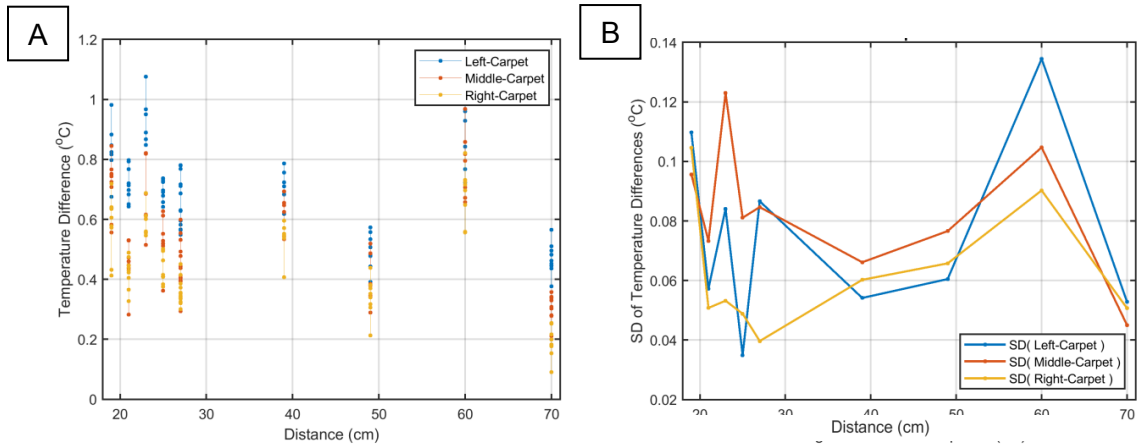 A
1.2
1
0.8
0.6
0.4
0.2
0
Temperature Difference (°C)
20 30 40 50 60 70
Distance (cm)
Left-Carpet
Middle-Carpet
Right-Carpet
B
0.14
0.12
0.1
0.08
0.06
0.04
0.02
SD of Temperature Differences (°C)
20 30 40 50 60 70
Distance (cm)
SD( Left-Carpet )
SD( Middle-Carpet )
SD( Right-Carpet )